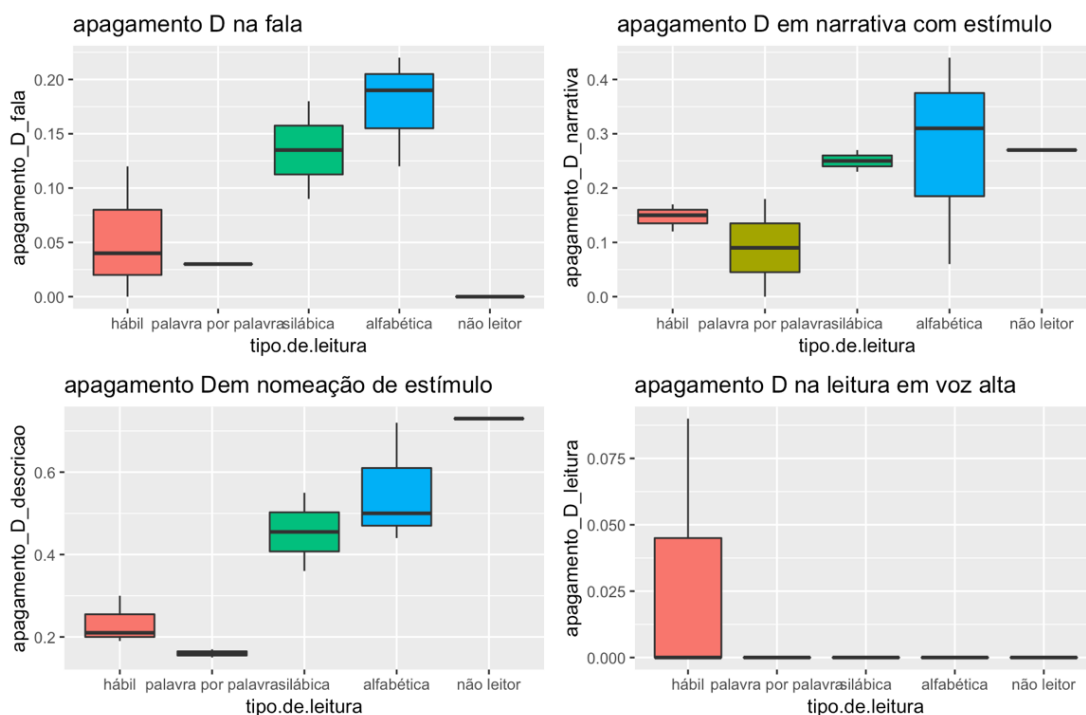 apagamento D na fala
apagamento_D_fala
0.20
0.15
0.10
0.05
0.00
hábil palavra por palavra silábica alfabética não leitor
tipo.de.leitura
apagamento D em narrativa com estímulo
apagamento_D_narrativa
0.4
0.3
0.2
0.1
0.0
hábil palavra por palavra silábica alfabética não leitor
tipo.de.leitura
apagamento Dem nomeação de estímulo
apagamento_D_descricao
0.6
0.4
0.2
hábil palavra por palavra silábica alfabética não leitor
tipo.de.leitura
apagamento D na leitura em voz alta
apagamento_D_leitura
0.075
0.050
0.025
0.000
hábil palavra por palavra silábica alfabética não leitor
tipo.de.leitura